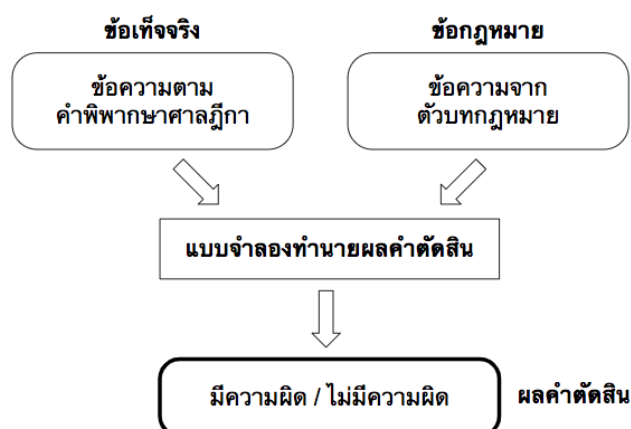 ข้อเท็จจริง
ข้อกฎหมาย
ข้อความตาม
คำพิพากษาศาลฎีกา
ข้อความจาก
ตัวบทกฎหมาย
แบบจำลองทำนายผลคำตัดสิน
มีความผิด / ไม่มีความผิด
ผลคำตัดสิน